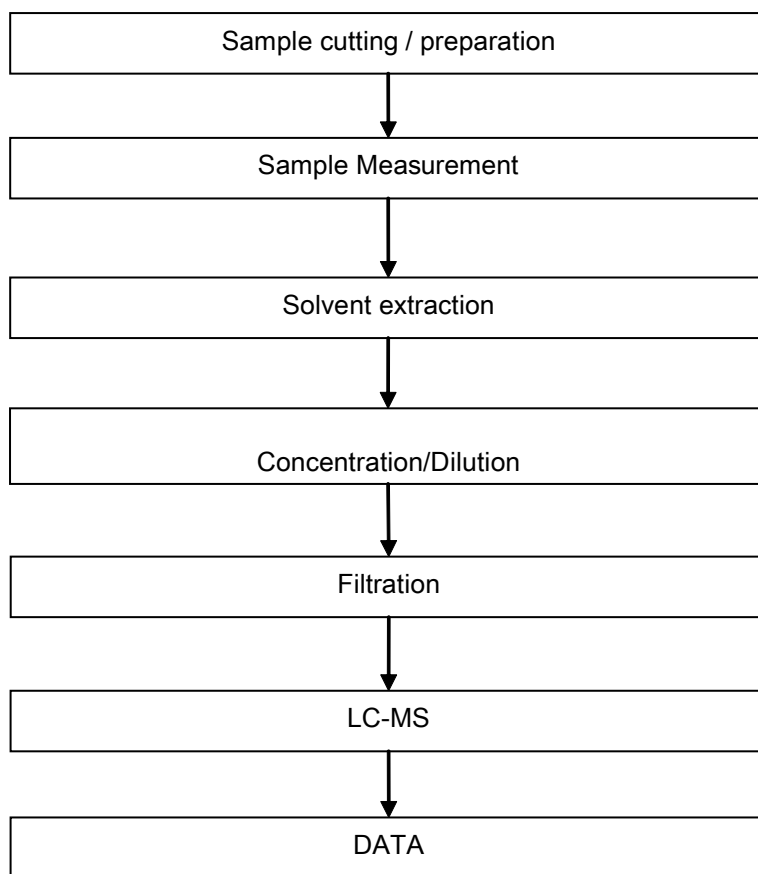 Sample cutting / preparation
Sample Measurement
Solvent extraction
Concentration/Dilution
Filtration
LC-MS
DATA